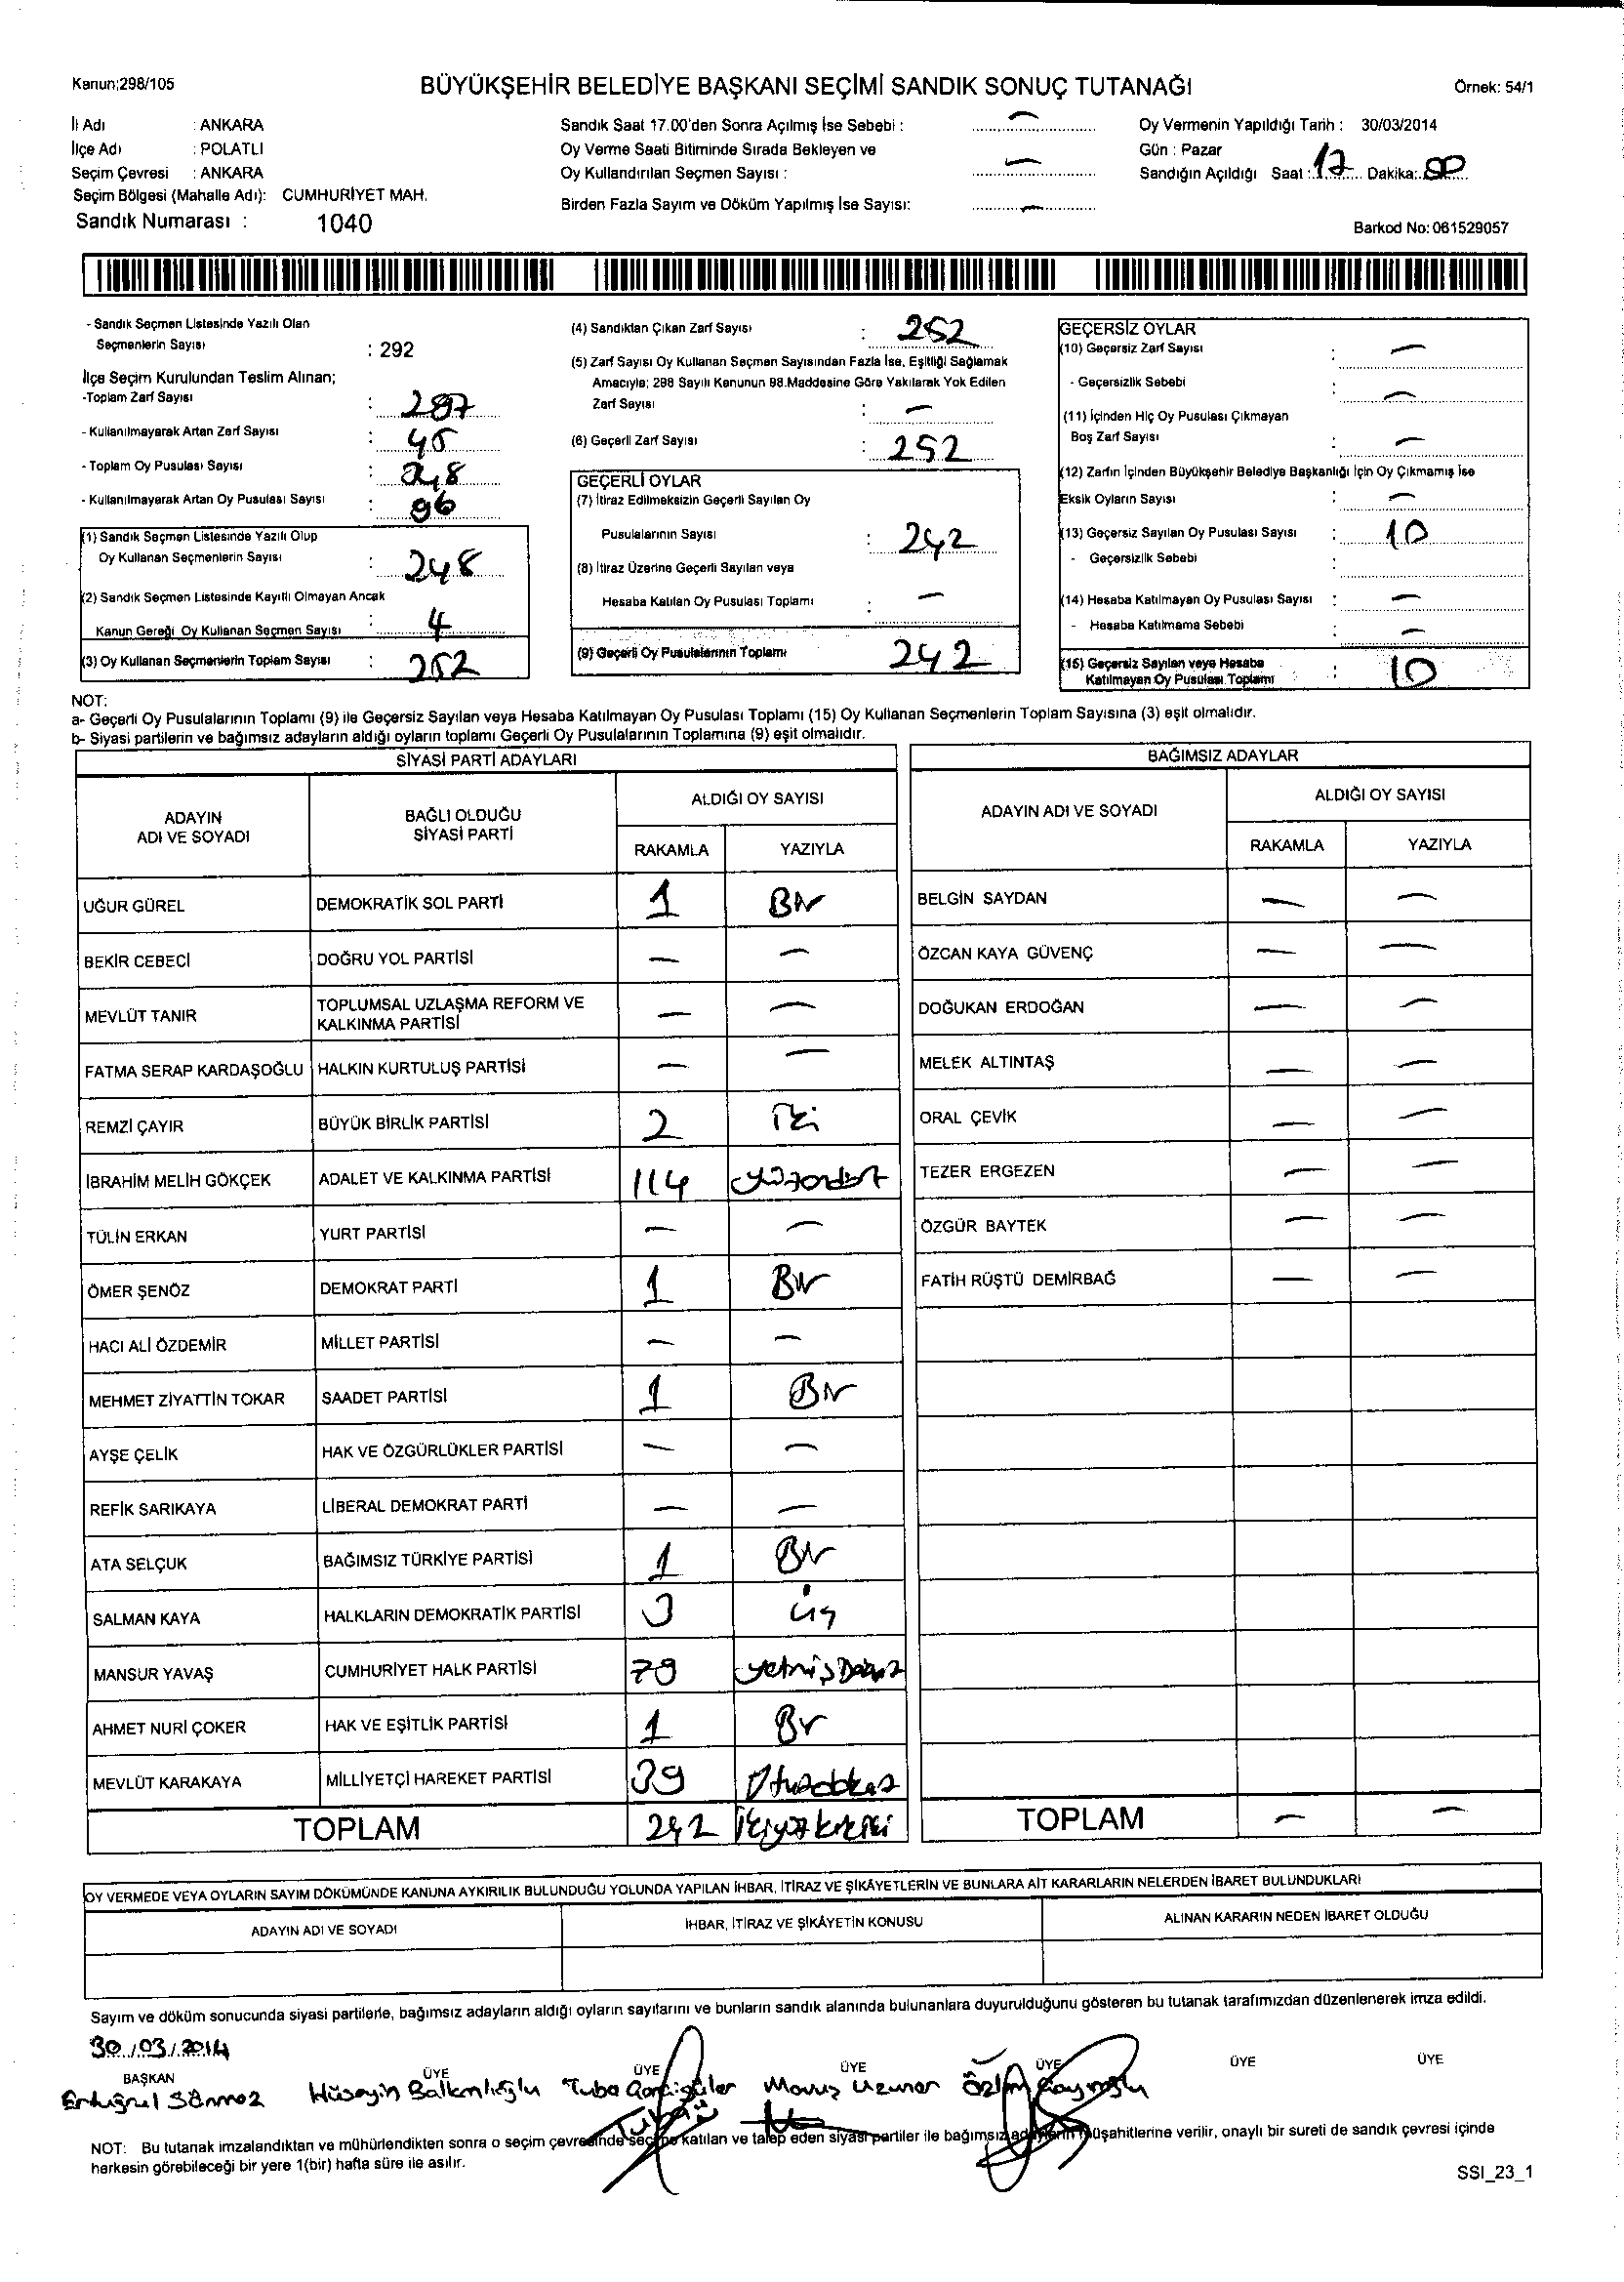 Kanun;298/105
BÜYÜKŞEHİR BELEDİYE BAŞKANI SEÇİMİ SANDIK SONUÇ TUTANAĞI
Örnek: 54/1
İl Adı : ANKARA
İlçe Adı : POLATLI
Seçim Çevresi : ANKARA
Seçim Bölgesi (Mahalle Adı): CUMHURİYET MAH.
Sandık Numarası : 1040
Sandık Saat 17.00'den Sonra Açılmış İse Sebebi : —
Oy Verme Saati Bitiminde Sırada Bekleyen ve
Oy Kullandırılan Seçmen Sayısı : —
Birden Fazla Sayım ve Döküm Yapılmış İse Sayısı: —
Oy Vermenin Yapıldığı Tarih : 30/03/2014
Gün : Pazar
Sandığın Açıldığı Saat : 17 Dakika:. 00
Barkod No: 061529057
- Sandık Seçmen Listesinde Yazılı Olan
Seçmenlerin Sayısı : 292
İlçe Seçim Kurulundan Teslim Alınan;
-Toplam Zarf Sayısı : 297
- Kullanılmayarak Artan Zarf Sayısı : 45
- Toplam Oy Pusulası Sayısı :
- Kullanılmayarak Artan Oy Pusulası Sayısı : 96
(1) Sandık Seçmen Listesinde Yazılı Olup
Oy Kullanan Seçmenlerin Sayısı : 248
(2) Sandık Seçmen Listesinde Kayıtlı Olmayan Ancak
Kanun Gereği Oy Kullanan Seçmen Sayısı : 4
(3) Oy Kullanan Seçmenlerin Toplam Sayısı : 252
(4) Sandıktan Çıkan Zarf Sayısı : 252
(5) Zarf Sayısı Oy Kullanan Seçmen Sayısından Fazla İse, Eşitliği Sağlamak
Amacıyla; 298 Sayılı Kanunun 98.Maddesine Göre Yakılarak Yok Edilen
Zarf Sayısı : —
(6) Geçerli Zarf Sayısı : 252
GEÇERLİ OYLAR
(7) İtiraz Edilmeksizin Geçerli Sayılan Oy
Pusulalarının Sayısı : 242
(8) İtiraz Üzerine Geçerli Sayılan veya
Hesaba Katılan Oy Pusulası Toplamı : —
(9) Geçerli Oy Pusulalarının Toplamı 242
GEÇERSİZ OYLAR
(10) Geçersiz Zarf Sayısı : —
- Geçersizlik Sebebi : —
(11) İçinden Hiç Oy Pusulası Çıkmayan
Boş Zarf Sayısı : —
(12) Zarfın İçinden Büyükşehir Belediye Başkanlığı İçin Oy Çıkmamış İse
Eksik Oyların Sayısı : —
(13) Geçersiz Sayılan Oy Pusulası Sayısı : 10
- Geçersizlik Sebebi :
(14) Hesaba Katılmayan Oy Pusulası Sayısı : —
- Hesaba Katılmama Sebebi : —
(15) Geçersiz Sayılan veya Hesaba
Katılmayan Oy Pusulası Toplamı : 10
NOT:
a- Geçerli Oy Pusulalarının Toplamı (9) ile Geçersiz Sayılan veya Hesaba Katılmayan Oy Pusulası Toplamı (15) Oy Kullanan Seçmenlerin Toplam Sayısına (3) eşit olmalıdır.
b- Siyasi partilerin ve bağımsız adayların aldığı oyların toplamı Geçerli Oy Pusulalarının Toplamına (9) eşit olmalıdır.
SİYASİ PARTİ ADAYLARI
ADAYIN
ADI VE SOYADI
BAĞLI OLDUĞU
SİYASİ PARTİ
ALDIĞI OY SAYISI
RAKAMLA YAZIYLA
UĞUR GÜREL DEMOKRATİK SOL PARTİ 1 Bir
BEKİR CEBECİ DOĞRU YOL PARTİSİ — —
MEVLÜT TANIR TOPLUMSAL UZLAŞMA REFORM VE
KALKINMA PARTİSİ — —
FATMA SERAP KARDAŞOĞLU HALKIN KURTULUŞ PARTİSİ — —
REMZİ ÇAYIR BÜYÜK BİRLİK PARTİSİ 2 İki
İBRAHİM MELİH GÖKÇEK ADALET VE KALKINMA PARTİSİ 114 yüzondört
TÜLİN ERKAN YURT PARTİSİ — —
ÖMER ŞENÖZ DEMOKRAT PARTİ 1 Bir
HACI ALİ ÖZDEMİR MİLLET PARTİSİ — —
MEHMET ZİYATTİN TOKAR SAADET PARTİSİ 1 Bir
AYŞE ÇELİK HAK VE ÖZGÜRLÜKLER PARTİSİ — —
REFİK SARIKAYA LİBERAL DEMOKRAT PARTİ — —
ATA SELÇUK BAĞIMSIZ TÜRKİYE PARTİSİ 1 Bir
SALMAN KAYA HALKLARIN DEMOKRATİK PARTİSİ 3 üç
MANSUR YAVAŞ CUMHURİYET HALK PARTİSİ 79 yetmişDokuz
AHMET NURİ ÇOKER HAK VE EŞİTLİK PARTİSİ 1 Bir
MEVLÜT KARAKAYA MİLLİYETÇİ HAREKET PARTİSİ 39 Otuzdokuz
TOPLAM 242 İkiyüzkırkiki
BAĞIMSIZ ADAYLAR
ADAYIN ADI VE SOYADI
ALDIĞI OY SAYISI
RAKAMLA YAZIYLA
BELGİN SAYDAN — —
ÖZCAN KAYA GÜVENÇ — —
DOĞUKAN ERDOĞAN — —
MELEK ALTINTAŞ — —
ORAL ÇEVİK — —
TEZER ERGEZEN — —
ÖZGÜR BAYTEK — —
FATİH RÜŞTÜ DEMİRBAĞ — —
TOPLAM — —
OY VERMEDE VEYA OYLARIN SAYIM DÖKÜMÜNDE KANUNA AYKIRILIK BULUNDUĞU YOLUNDA YAPILAN İHBAR, İTİRAZ VE ŞİKÂYETLERİN VE BUNLARA AİT KARARLARIN NELERDEN İBARET BULUNDUKLARI
ADAYIN ADI VE SOYADI İHBAR, İTİRAZ VE ŞİKÂYETİN KONUSU ALINAN KARARIN NEDEN İBARET OLDUĞU
Sayım ve döküm sonucunda siyasi partilerle, bağımsız adayların aldığı oyların sayılarını ve bunların sandık alanında bulunanlara duyurulduğunu gösteren bu tutanak tarafımızdan düzenlenerek imza edildi.
30/03/2014
BAŞKAN ÜYE ÜYE ÜYE ÜYE ÜYE ÜYE
Ertuğrul Sönmez Hüseyin Tuba Uzuner
NOT: Bu tutanak imzalandıktan ve mühürlendikten sonra o seçim çevresinde seçime katılan ve talep eden siyasi partiler ile bağımsız adayların müşahitlerine verilir, onaylı bir sureti de sandık çevresi içinde
herkesin görebileceği bir yere 1(bir) hafta süre ile asılır.
SSI_23_1